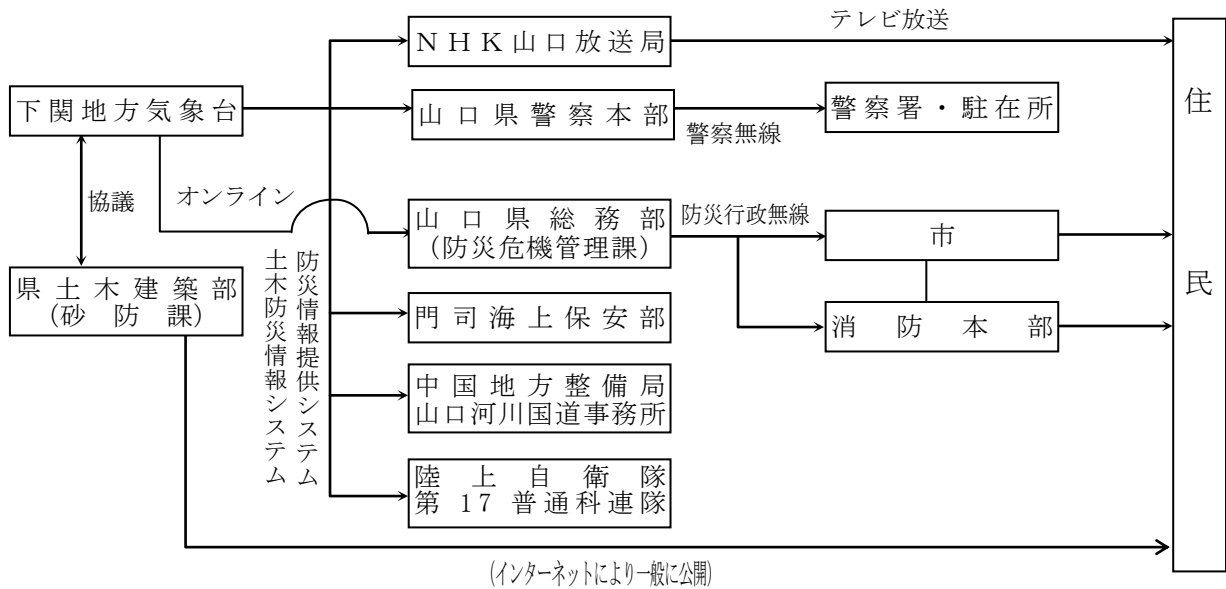 テレビ放送
NHK山口放送局
下関地方気象台
山口県警察本部
警察無線
警察署・駐在所
住民
協議
オンライン
山口県総務部
(防災危機管理課)
防災行政無線
市
県土木建築部
(砂防課)
防災情報提供システム
土木防災情報システム
門司海上保安部
消防本部
中国地方整備局
山口河川国道事務所
陸上自衛隊
第17普通科連隊
(インターネットにより一般に公開)